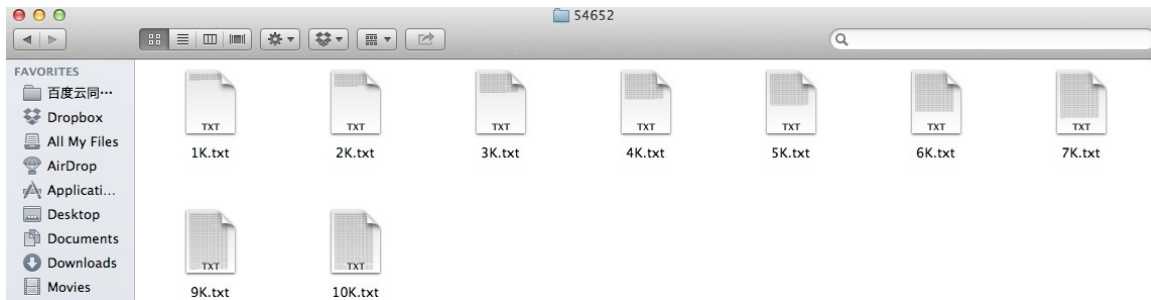 54652
FAVORITES
百度云同…
Dropbox
All My Files
AirDrop
Applicati...
Desktop
Documents
Downloads
Movies
TXT TXT TXT TXT TXT TXT TXT
1K.txt 2K.txt 3K.txt 4K.txt 5K.txt 6K.txt 7K.txt
TXT TXT
9K.txt 10K.txt